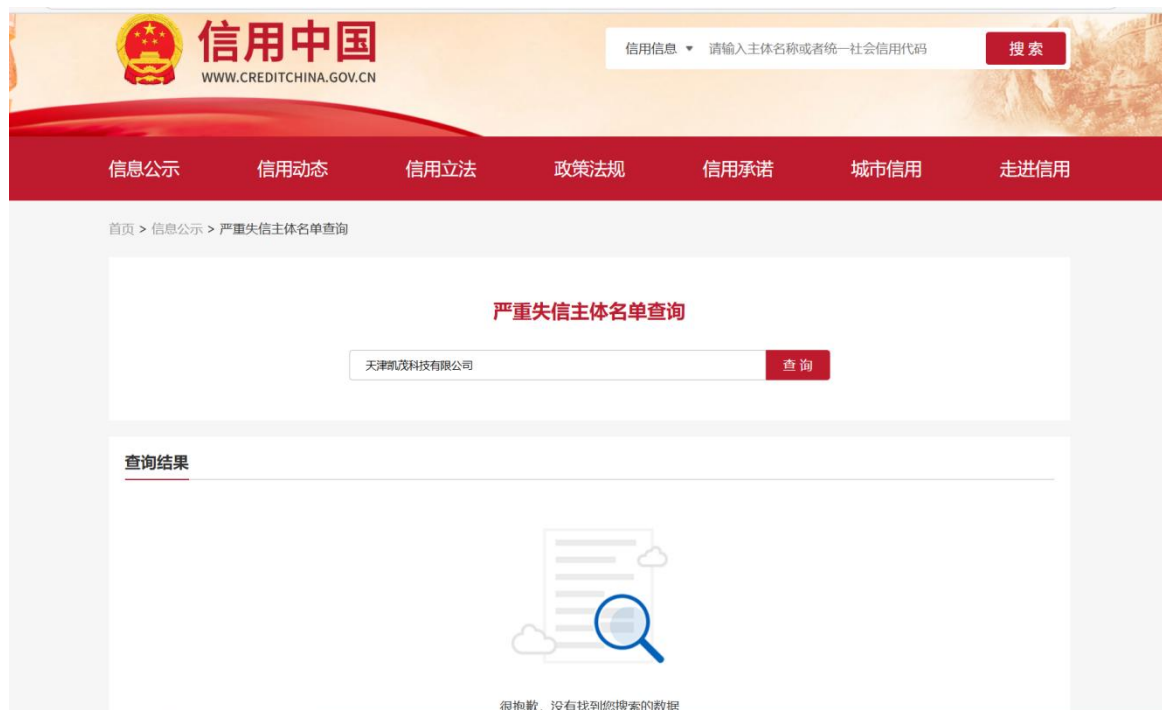 信用中国
WWW.CREDITCHINA.GOV.CN
信用信息 请输入主体名称或者统一社会信用代码 搜索
信息公示 信用动态 信用立法 政策法规 信用承诺 城市信用 走进信用
首页 > 信息公示 > 严重失信主体名单查询
严重失信主体名单查询
天津凯茂科技有限公司 查询
查询结果
很抱歉，没有找到您搜索的数据